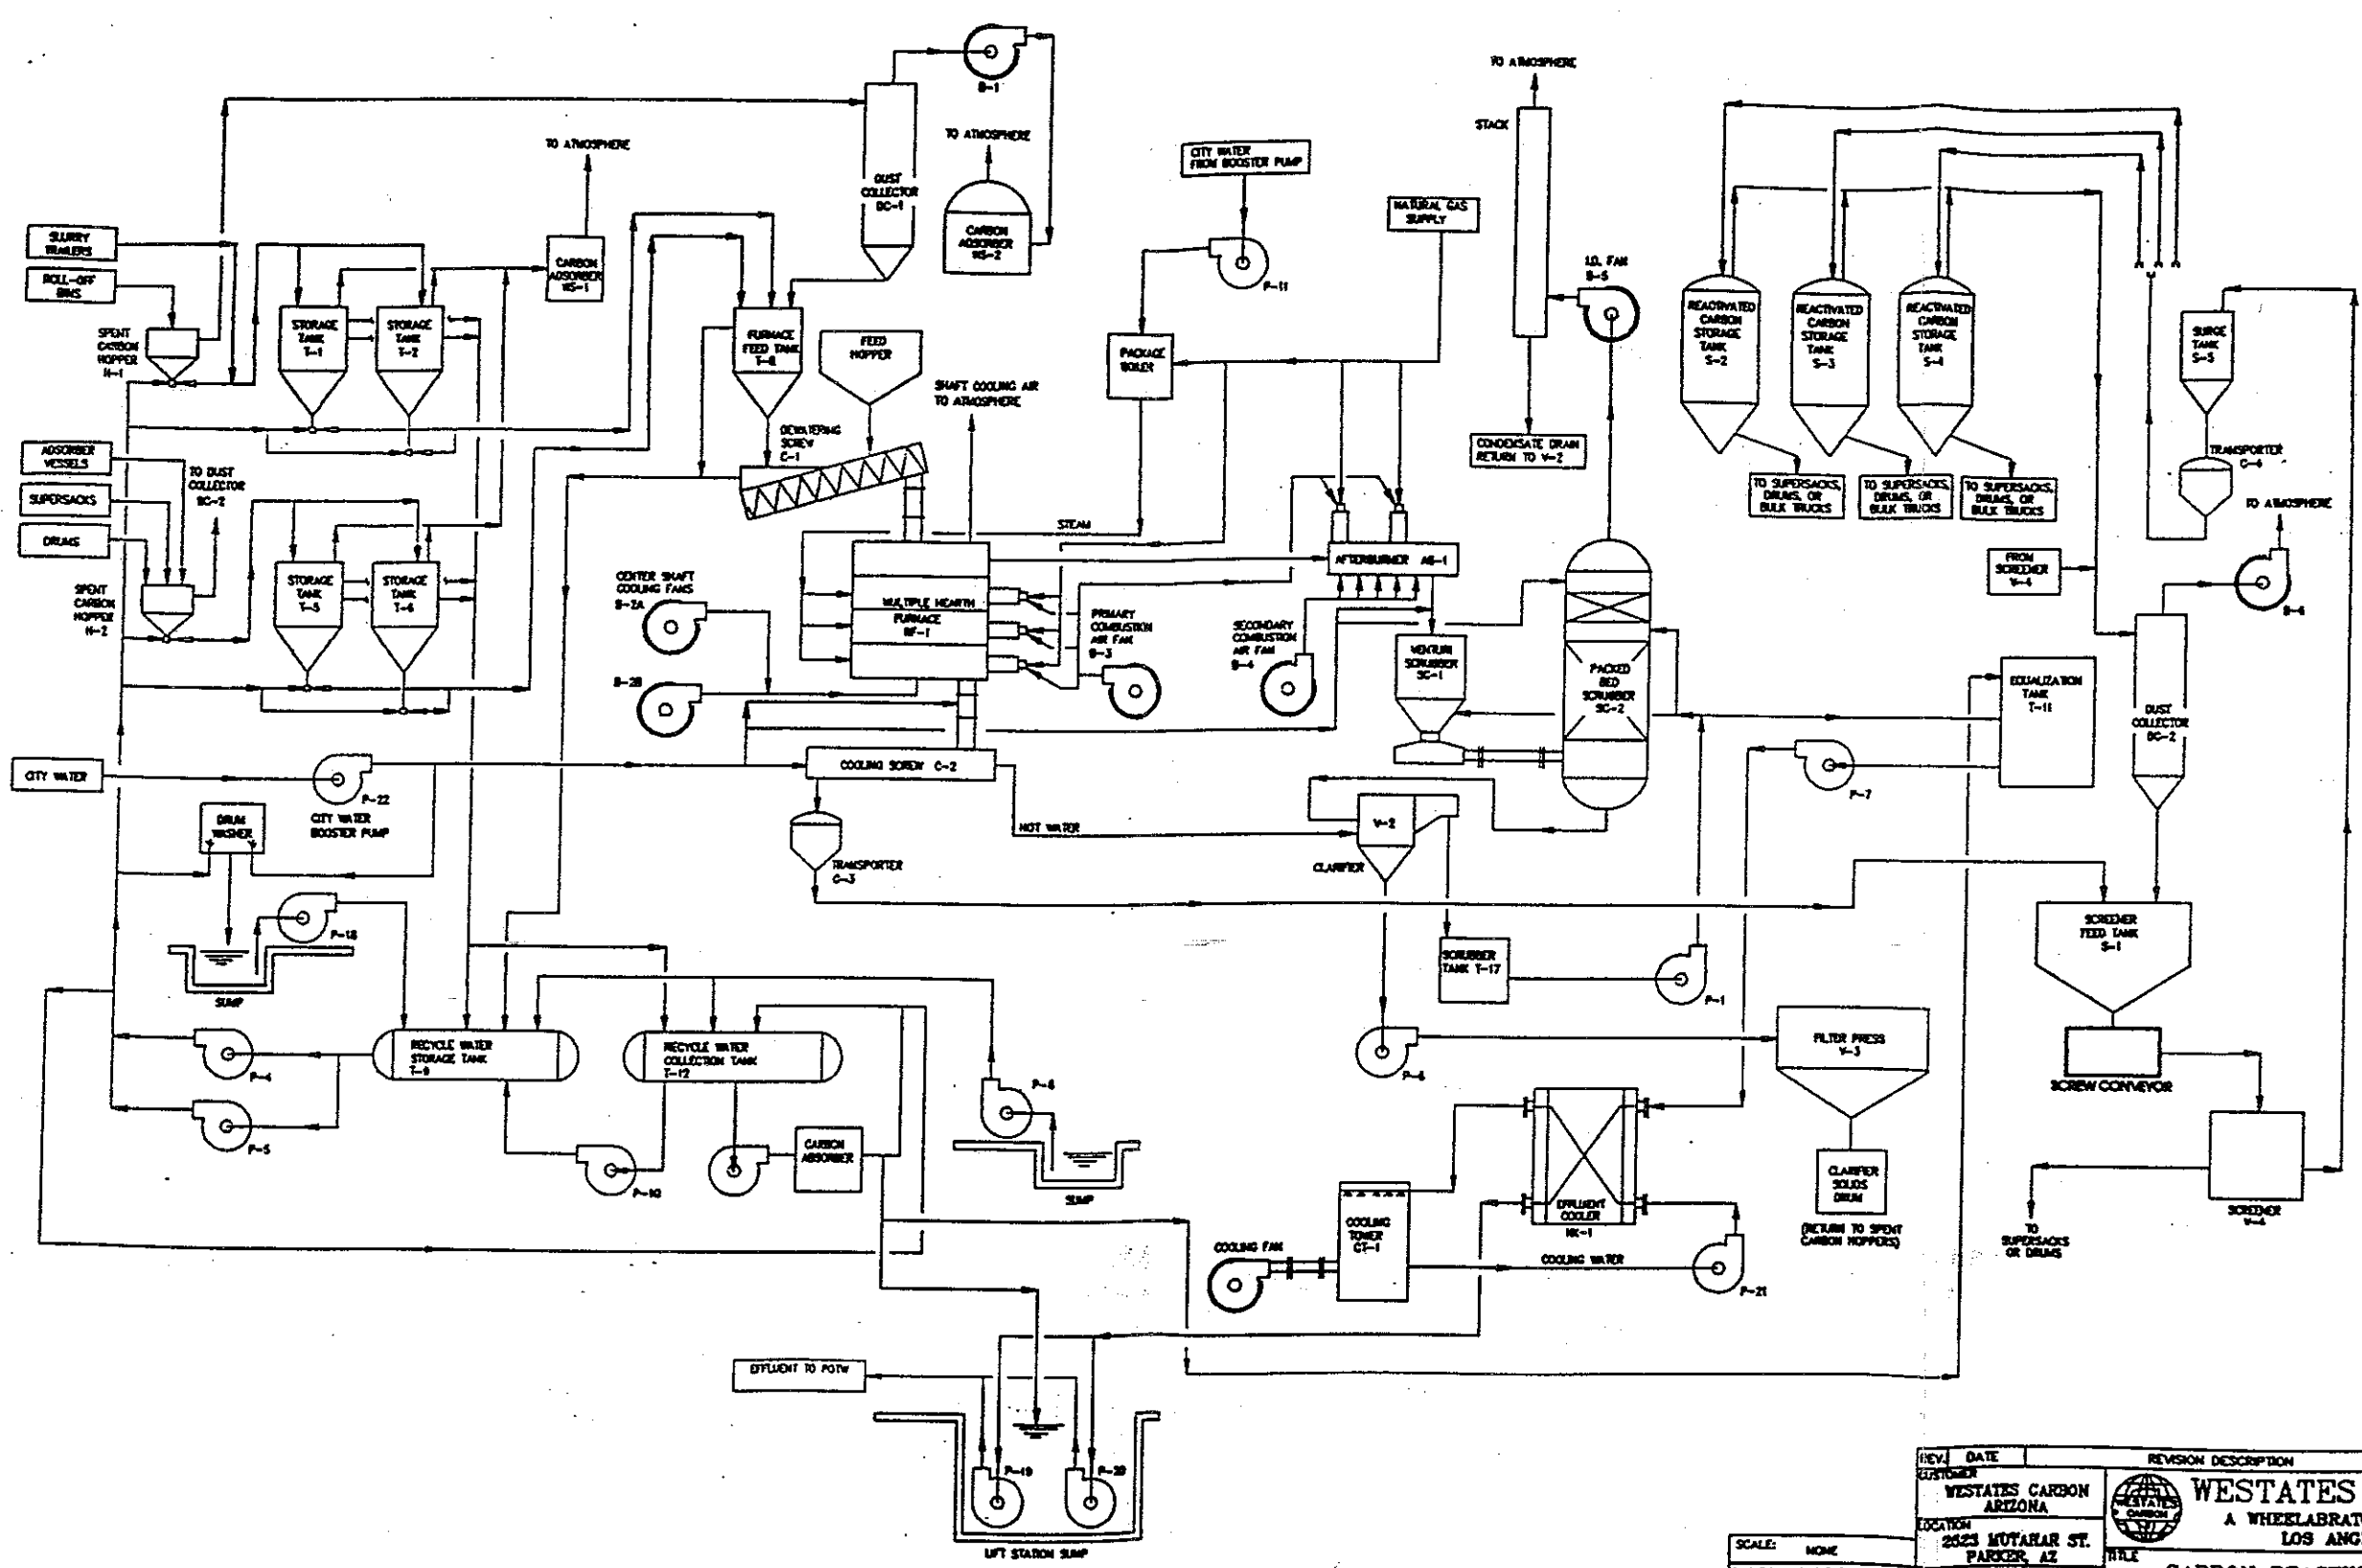 TO ATMOSPHERE
B-1
TO ATMOSPHERE
TO ATMOSPHERE
DUST
COLLECTOR
DC-1
CARBON
ADSORBER
WS-2
CITY WATER
FROM BOOSTER PUMP
P-11
STACK
NATURAL GAS
SUPPLY
I.D. FAN
B-5
SLURRY
TRAILERS
ROLL-OFF
BINS
SPENT
CARBON
HOPPER
H-1
STORAGE
TANK
T-1
STORAGE
TANK
T-2
CARBON
ADSORBER
WS-1
FURNACE
FEED TANK
T-8
FEED
HOPPER
PACKAGE
BOILER
SHAFT COOLING AIR
TO ATMOSPHERE
DEWATERING
SCREW
C-1
CONDENSATE DRAIN
RETURN TO V-2
REACTIVATED
CARBON
STORAGE
TANK
S-2
REACTIVATED
CARBON
STORAGE
TANK
S-3
REACTIVATED
CARBON
STORAGE
TANK
S-4
SURGE
TANK
S-5
TRANSPORTER
C-4
TO SUPERSACKS,
DRUMS, OR
BULK TRUCKS
TO SUPERSACKS,
DRUMS, OR
BULK TRUCKS
TO SUPERSACKS,
DRUMS, OR
BULK TRUCKS
TO ATMOSPHERE
ADSORBER
VESSELS
SUPERSACKS
DRUMS
TO DUST
COLLECTOR
DC-2
SPENT
CARBON
HOPPER
H-2
STORAGE
TANK
T-5
STORAGE
TANK
T-6
STEAM
CENTER SHAFT
COOLING FANS
B-2A
B-2B
MULTIPLE HEARTH
FURNACE
RF-1
PRIMARY
COMBUSTION
AIR FAN
B-3
AFTERBURNER AB-1
SECONDARY
COMBUSTION
AIR FAN
B-4
VENTURI
SCRUBBER
SC-1
PACKED
BED
SCRUBBER
SC-2
FROM
SCREENER
V-4
B-6
EQUALIZATION
TANK
T-11
DUST
COLLECTOR
DC-2
P-7
CITY WATER
P-22
CITY WATER
BOOSTER PUMP
COOLING SCREW C-2
HOT WATER
V-2
CLARIFIER
TRANSPORTER
C-3
DRUM
WASHER
P-18
SUMP
SCRUBBER
TANK T-17
P-1
SCREENER
FEED TANK
S-1
SCREW CONVEYOR
RECYCLE WATER
STORAGE TANK
T-9
RECYCLE WATER
COLLECTION TANK
T-12
P-4
P-5
P-10
CARBON
ABSORBER
SUMP
FILTER PRESS
V-3
CLARIFIER
SOLIDS
DRUM
(RETURN TO SPENT
CARBON HOPPERS)
EFFLUENT
COOLER
HX-1
COOLING
TOWER
CT-1
COOLING FAN
COOLING WATER
P-21
TO
SUPERSACKS
OR DRUMS
SCREENER
V-4
EFFLUENT TO POTW
P-19
P-20
LIFT STATION SUMP
REV. DATE REVISION DESCRIPTION
CUSTOMER
WESTATES CARBON
ARIZONA
LOCATION
2523 MUTAHAR ST.
PARKER, AZ
WESTATES
CARBON
WESTATES
A WHEELABRAT
LOS ANG
SCALE: NONE
TITLE